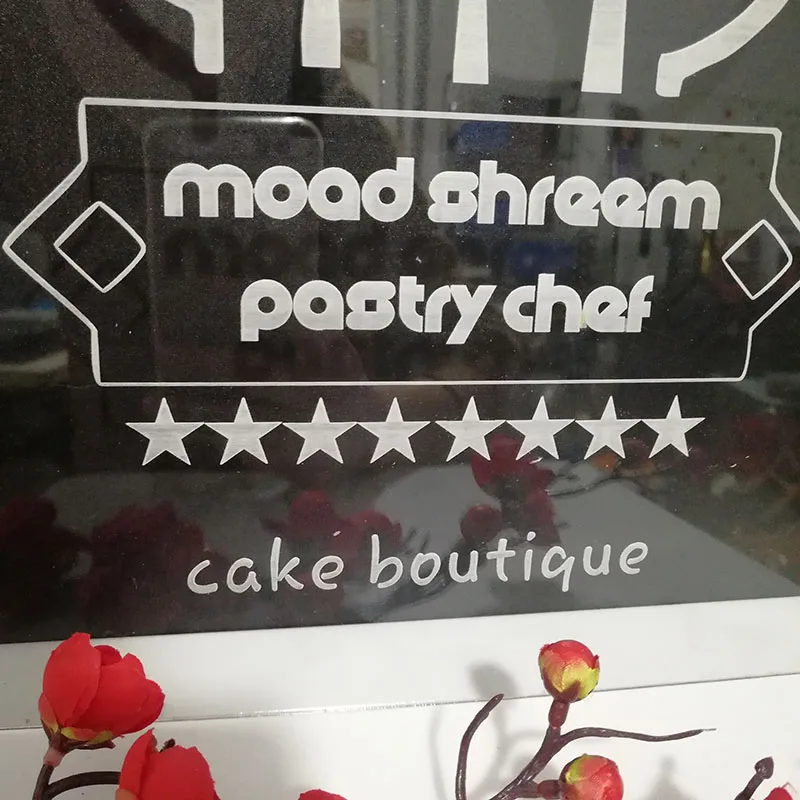 moad shreem
pastry chef
cake boutique